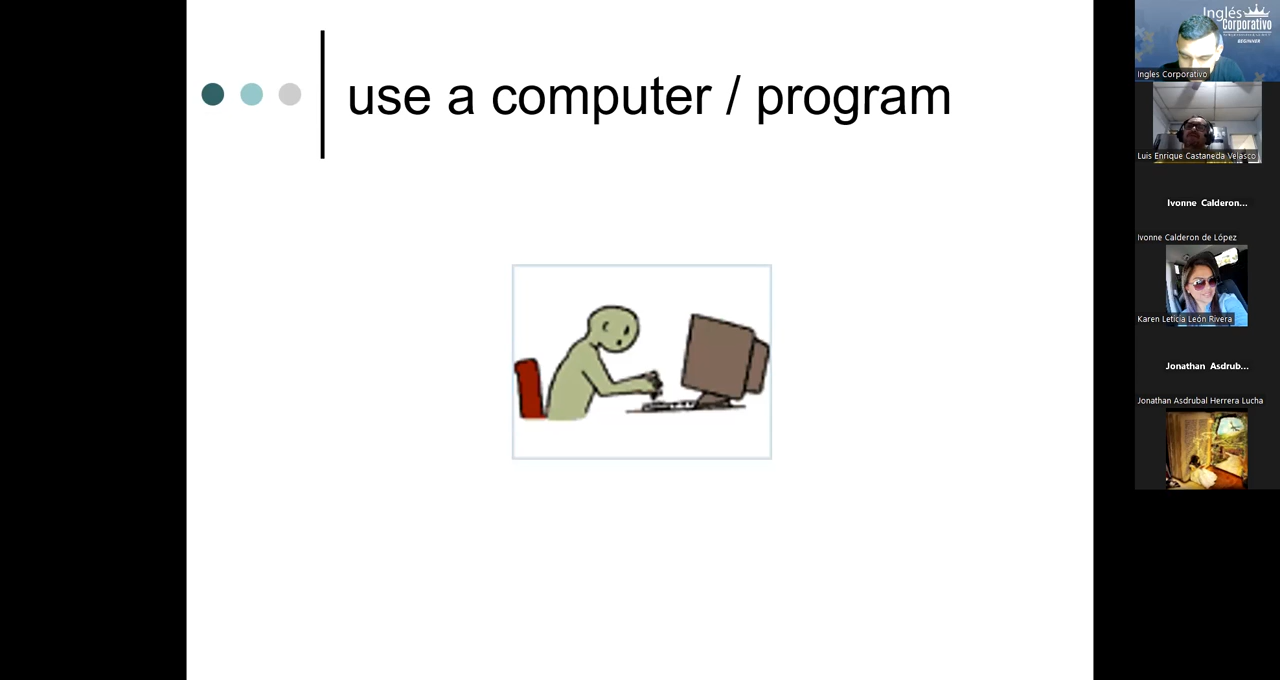 use a computer / program
Inglés
Corporativo
BEGINNER
Ingles Corporativo
Luis Enrique Castaneda Velasco
Ivonne Calderon...
Ivonne Calderon de López
Karen Leticia León Rivera
Jonathan Asdrub...
Jonathan Asdrubal Herrera Lucha